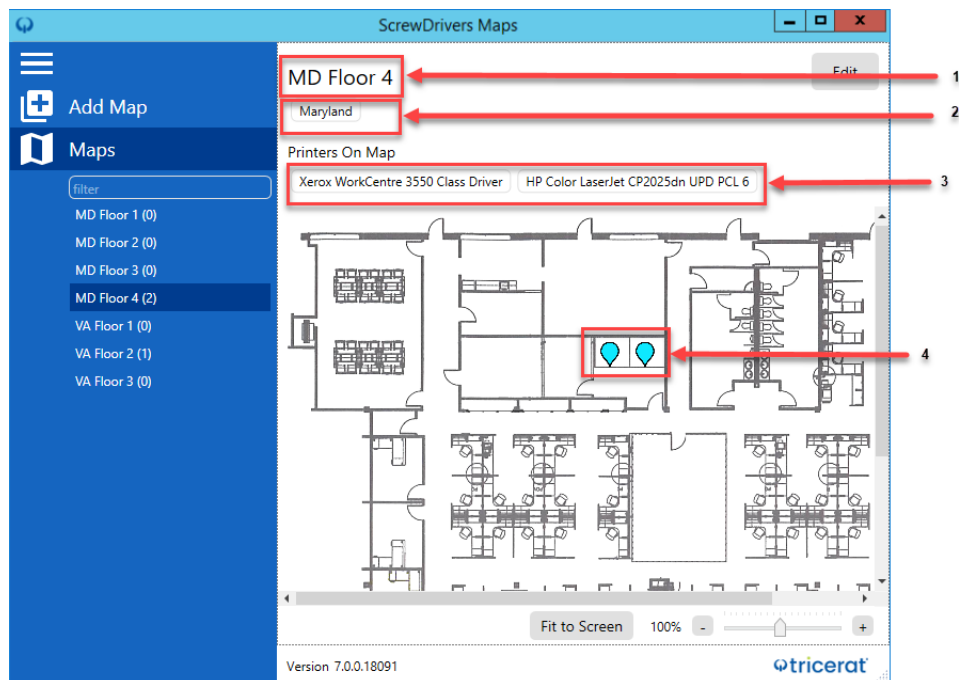 ScrewDrivers Maps
MD Floor 4
Edit
1
Add Map
Maryland
2
Maps
Printers On Map
filter
Xerox WorkCentre 3550 Class Driver
HP Color LaserJet CP2025dn UPD PCL 6
3
MD Floor 1 (0)
MD Floor 2 (0)
MD Floor 3 (0)
MD Floor 4 (2)
VA Floor 1 (0)
VA Floor 2 (1)
4
VA Floor 3 (0)
Fit to Screen 100% - +
Version 7.0.0.18091
tricerat